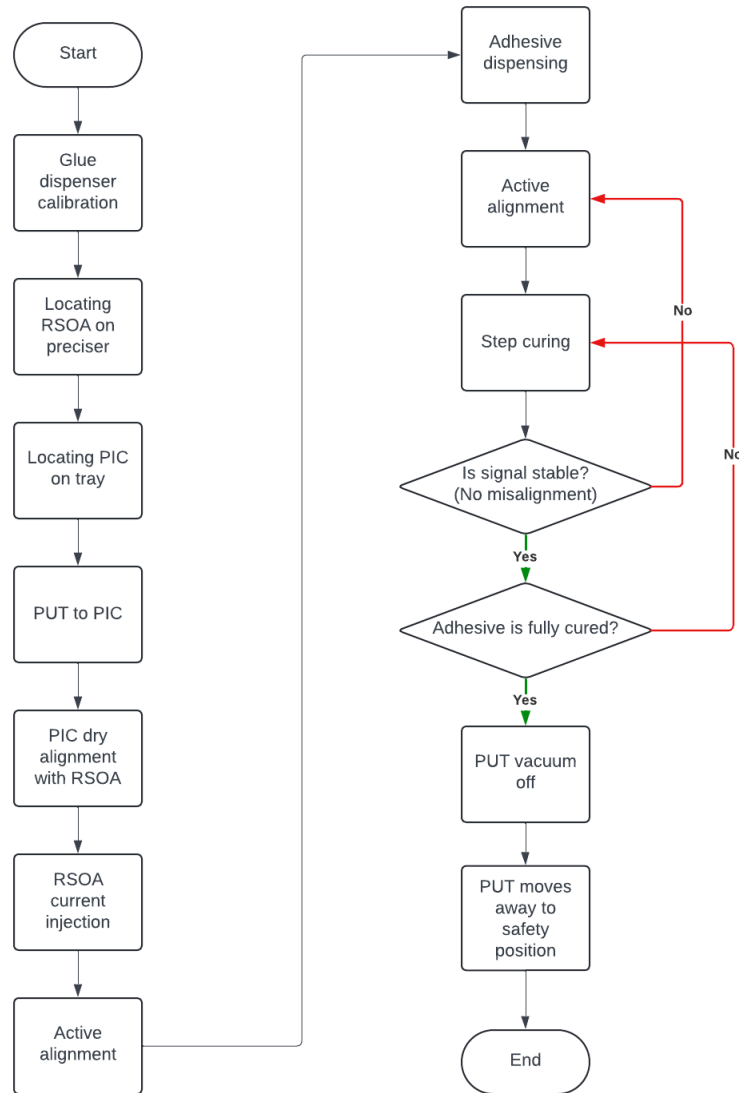 Start
Glue
dispenser
calibration
Locating
RSOA on
preciser
Locating PIC
on tray
PUT to PIC
PIC dry
alignment
with RSOA
RSOA
current
injection
Active
alignment
Adhesive
dispensing
Active
alignment
Step curing
No
Is signal stable?
(No misalignment)
No
Yes
Adhesive is fully cured?
Yes
PUT vacuum
off
PUT moves
away to
safety
position
End